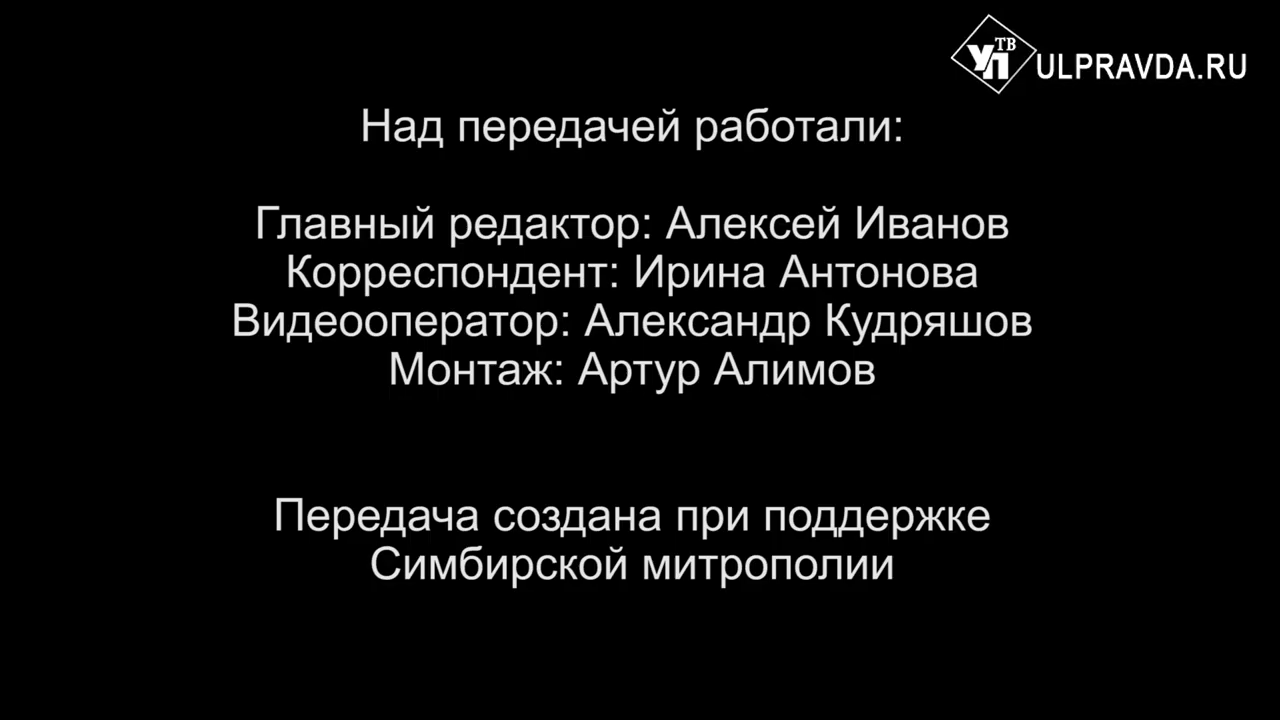 УП ТВ ULPRAVDA.RU
Над передачей работали:
Главный редактор: Алексей Иванов
Корреспондент: Ирина Антонова
Видеооператор: Александр Кудряшов
Монтаж: Артур Алимов
Передача создана при поддержке
Симбирской митрополии